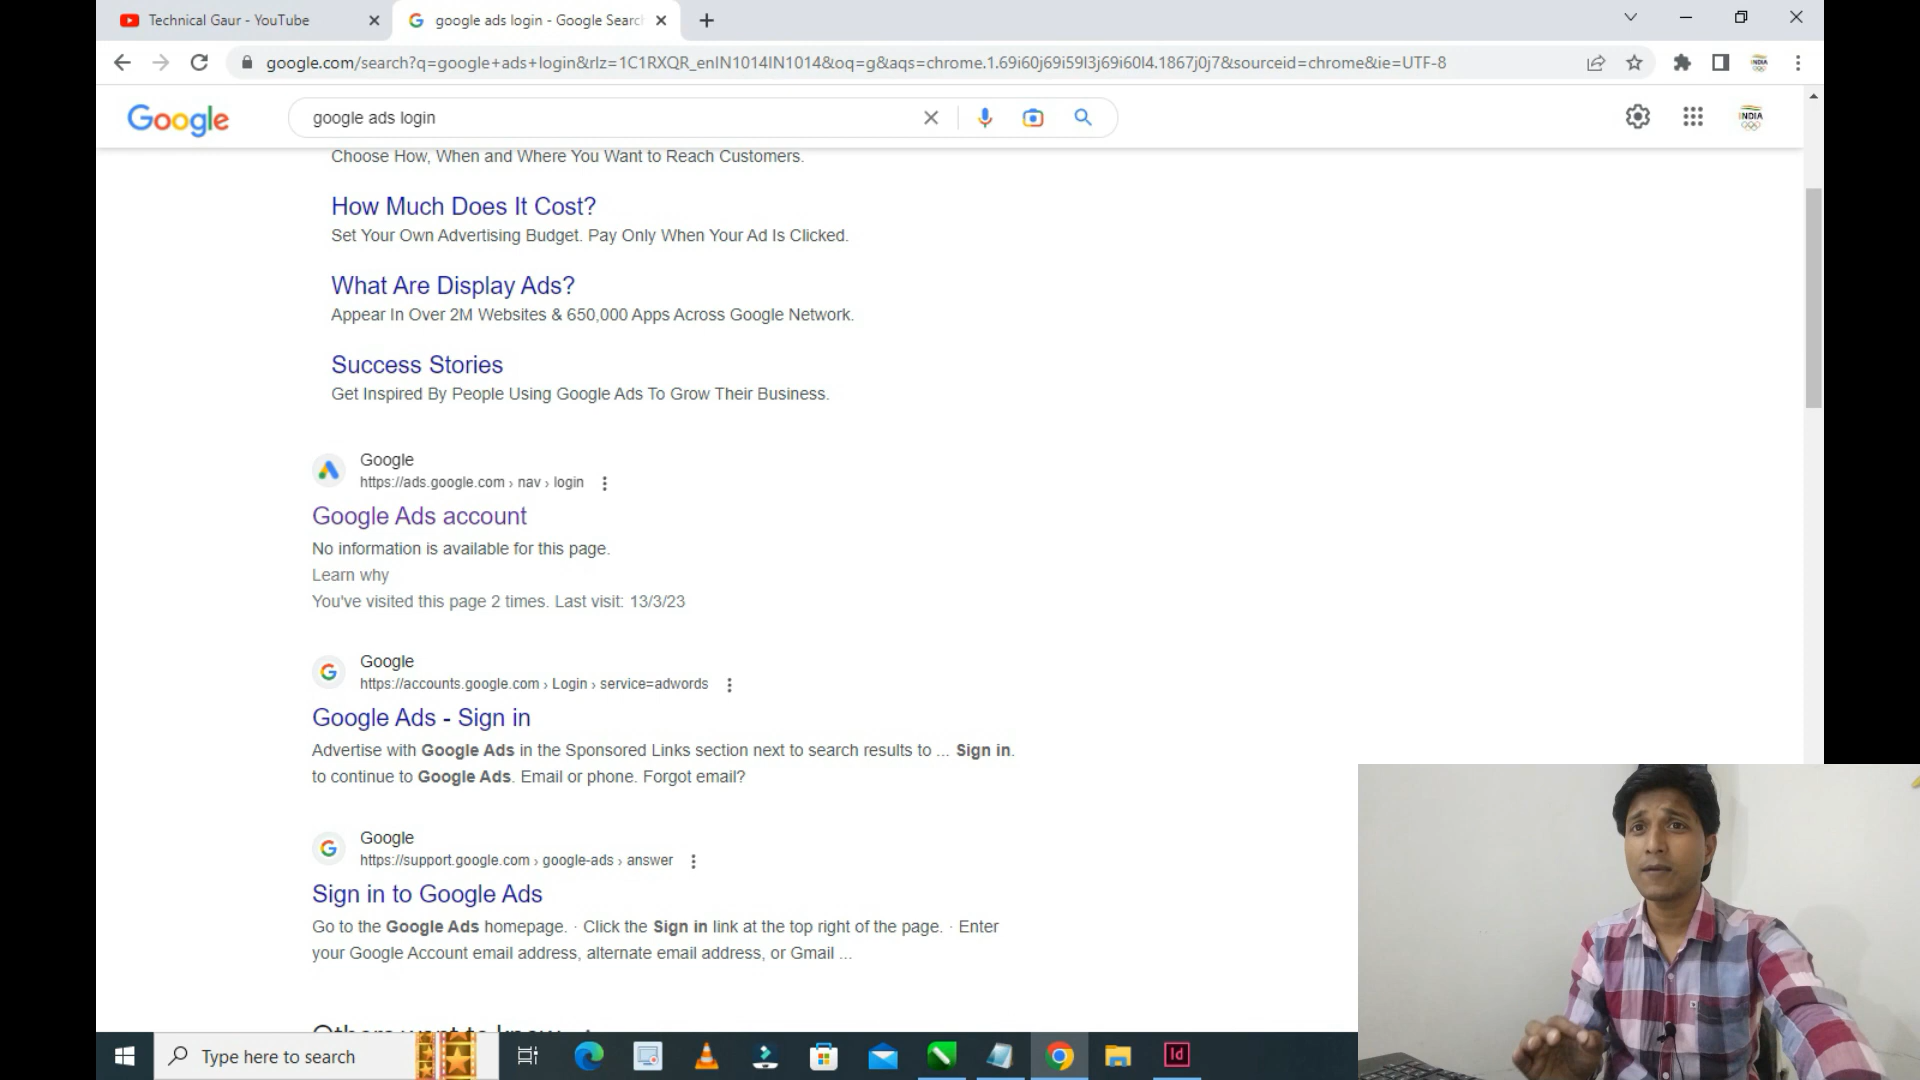 Technical Gaur - YouTube
google ads login - Google Searc
google.com/search?q=google+ads+login&rlz=1C1RXQR_enIN1014IN1014&oq=g&aqs=chrome.1.69i60j69i59l3j69i60l4.1867j0j7&sourceid=chrome&ie=UTF-8
Google
google ads login
INDIA
Choose How, When and Where You Want to Reach Customers.
How Much Does It Cost?
Set Your Own Advertising Budget. Pay Only When Your Ad Is Clicked.
What Are Display Ads?
Appear In Over 2M Websites & 650,000 Apps Across Google Network.
Success Stories
Get Inspired By People Using Google Ads To Grow Their Business.
Google
https://ads.google.com › nav › login
Google Ads account
No information is available for this page.
Learn why
You've visited this page 2 times. Last visit: 13/3/23
Google
https://accounts.google.com › Login › service=adwords
Google Ads - Sign in
Advertise with Google Ads in the Sponsored Links section next to search results to ... Sign in.
to continue to Google Ads. Email or phone. Forgot email?
Google
https://support.google.com › google-ads › answer
Sign in to Google Ads
Go to the Google Ads homepage. · Click the Sign in link at the top right of the page. · Enter
your Google Account email address, alternate email address, or Gmail ...
Others want to know
Type here to search
Id